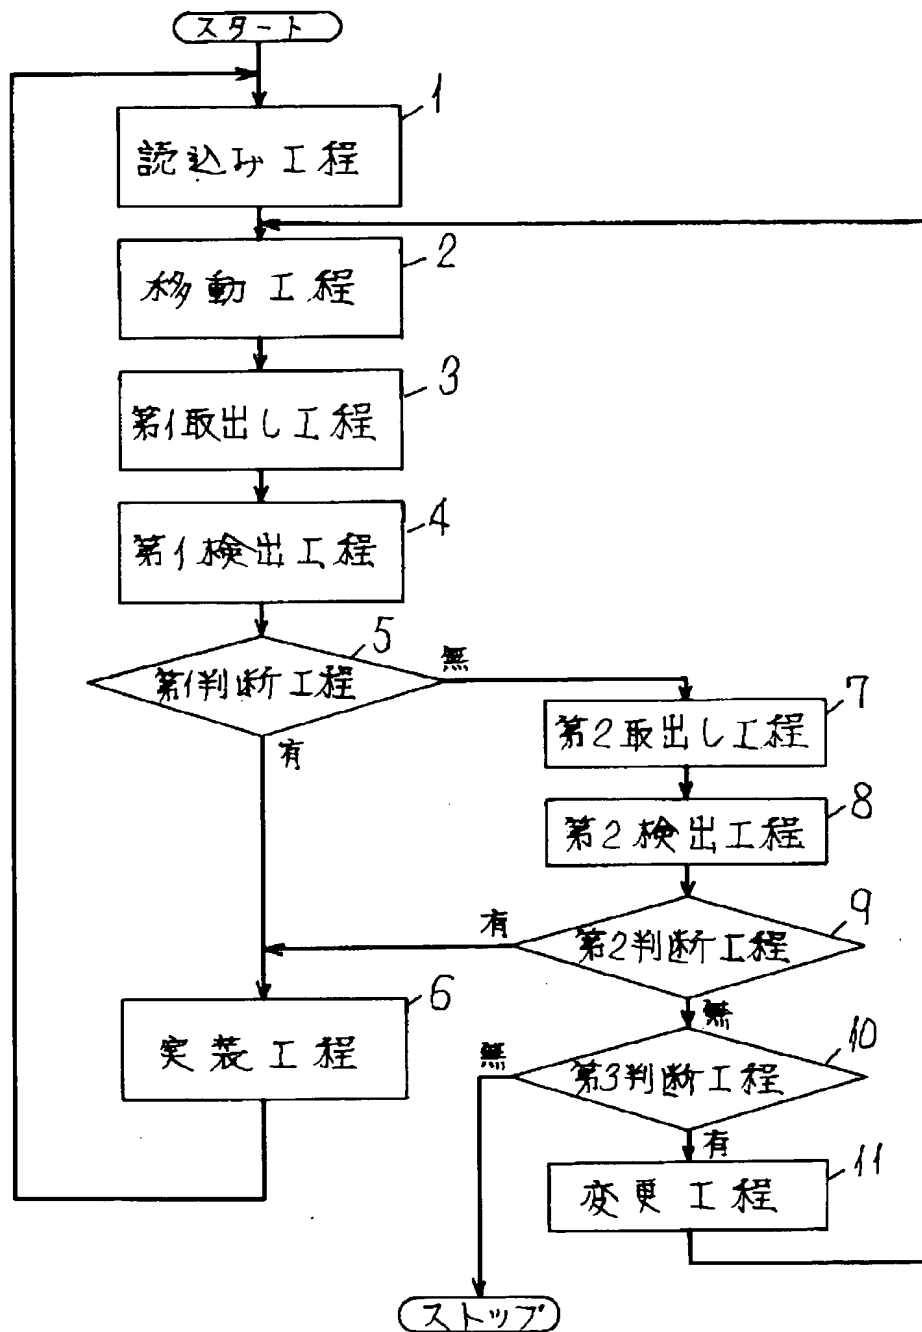 スタート
1
読込み工程
2
移動工程
3
第1取出し工程
4
第1検出工程
5
第1判断工程
無
有
7
第2取出し工程
8
第2検出工程
9
有
第2判断工程
無
6
実装工程
10
無
第3判断工程
有
11
変更工程
ストップ